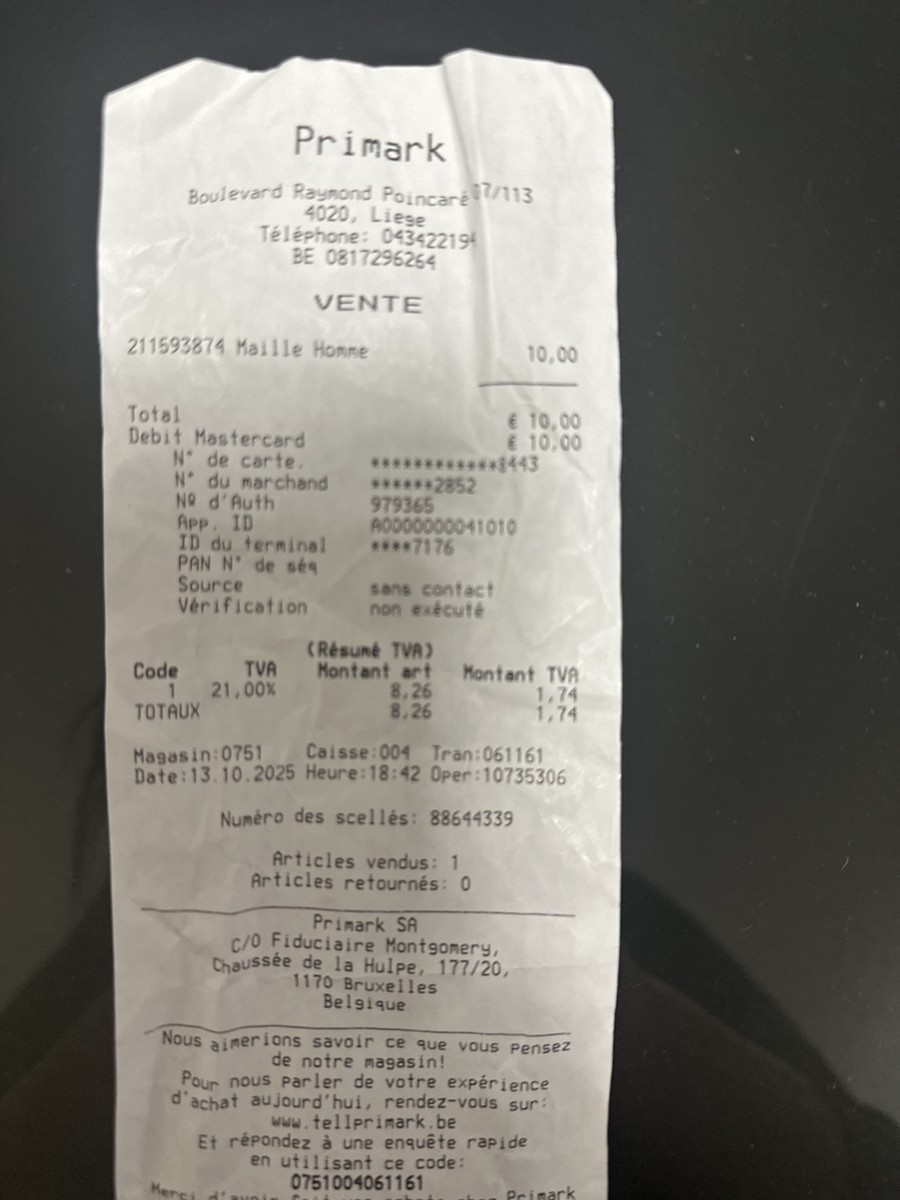 Primark
Boulevard Raymond Poincaré 17/113
4020, Liege
Téléphone: 04342219
BE 0817296264
VENTE
211593874 Maille Homme 10,00
Total € 10,00
Debit Mastercard € 10,00
N° de carte. ************8443
N° du marchand ******2852
Nº d'Auth 979365
App. ID A0000000041010
ID du terminal ****7176
PAN N° de séq
Source sans contact
Vérification non exécuté
(Résumé TVA)
Code TVA Montant art Montant TVA
1 21,00% 8,26 1,74
TOTAUX 8,26 1,74
Magasin:0751 Caisse:004 Tran:061161
Date:13.10.2025 Heure:18:42 Oper:10735306
Numéro des scellés: 88644339
Articles vendus: 1
Articles retournés: 0
Primark SA
C/O Fiduciaire Montgomery,
Chaussée de la Hulpe, 177/20,
1170 Bruxelles
Belgique
Nous aimerions savoir ce que vous pensez
de notre magasin!
Pour nous parler de votre expérience
d'achat aujourd'hui, rendez-vous sur:
www.tellprimark.be
Et répondez à une enquête rapide
en utilisant ce code:
0751004061161
Merci d'avoir Primark